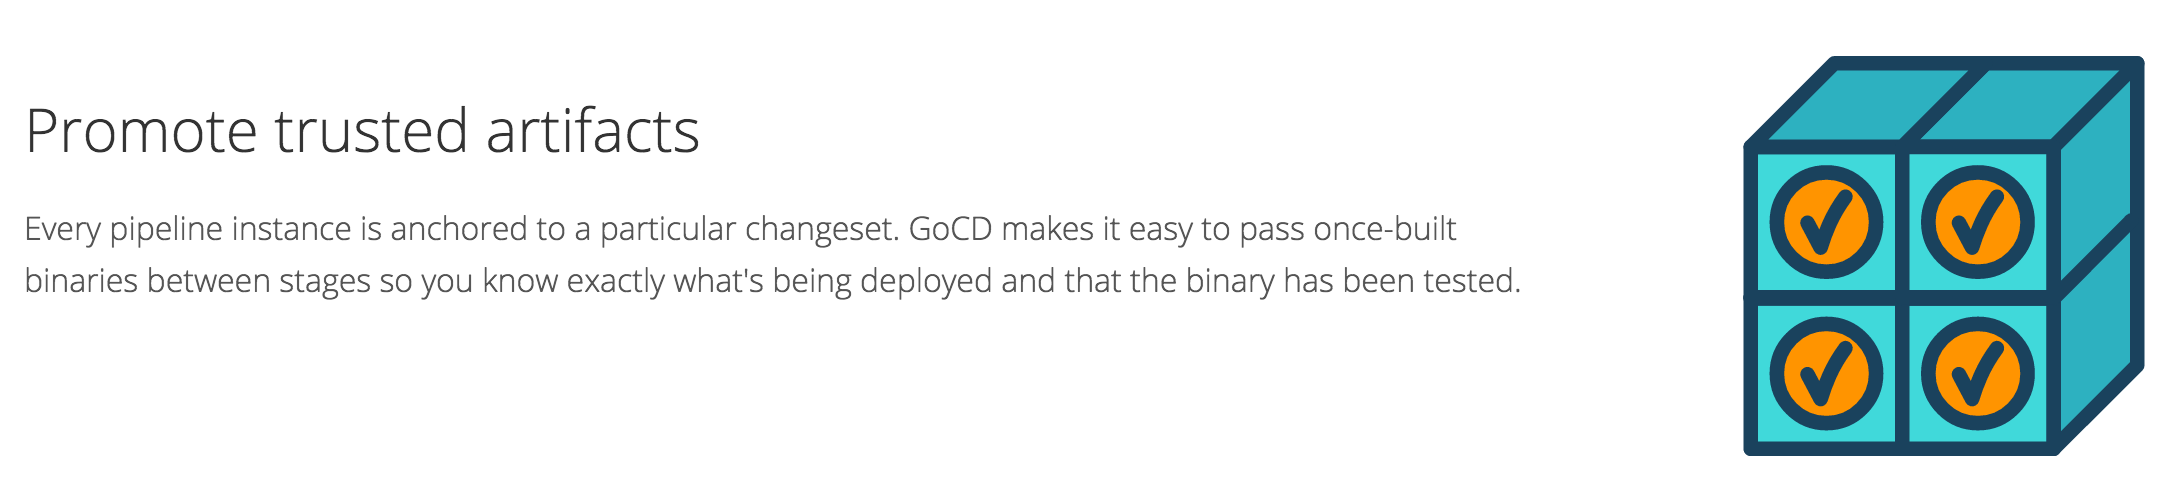 Promote trusted artifacts
Every pipeline instance is anchored to a particular changeset. GoCD makes it easy to pass once-built
binaries between stages so you know exactly what's being deployed and that the binary has been tested.